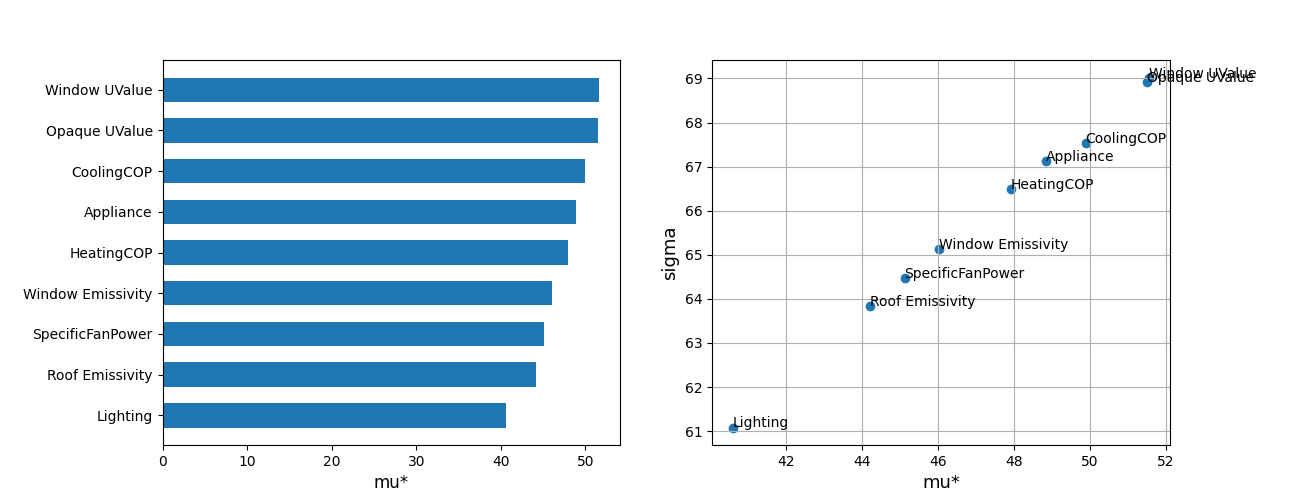 Window UValue
Opaque UValue
CoolingCOP
Appliance
HeatingCOP
Window Emissivity
SpecificFanPower
Roof Emissivity
Lighting
0 10 20 30 40 50
mu*
69
68
67
66
65
64
63
62
61
sigma
Window UValue
Opaque UValue
CoolingCOP
Appliance
HeatingCOP
Window Emissivity
SpecificFanPower
Roof Emissivity
Lighting
42 44 46 48 50 52
mu*